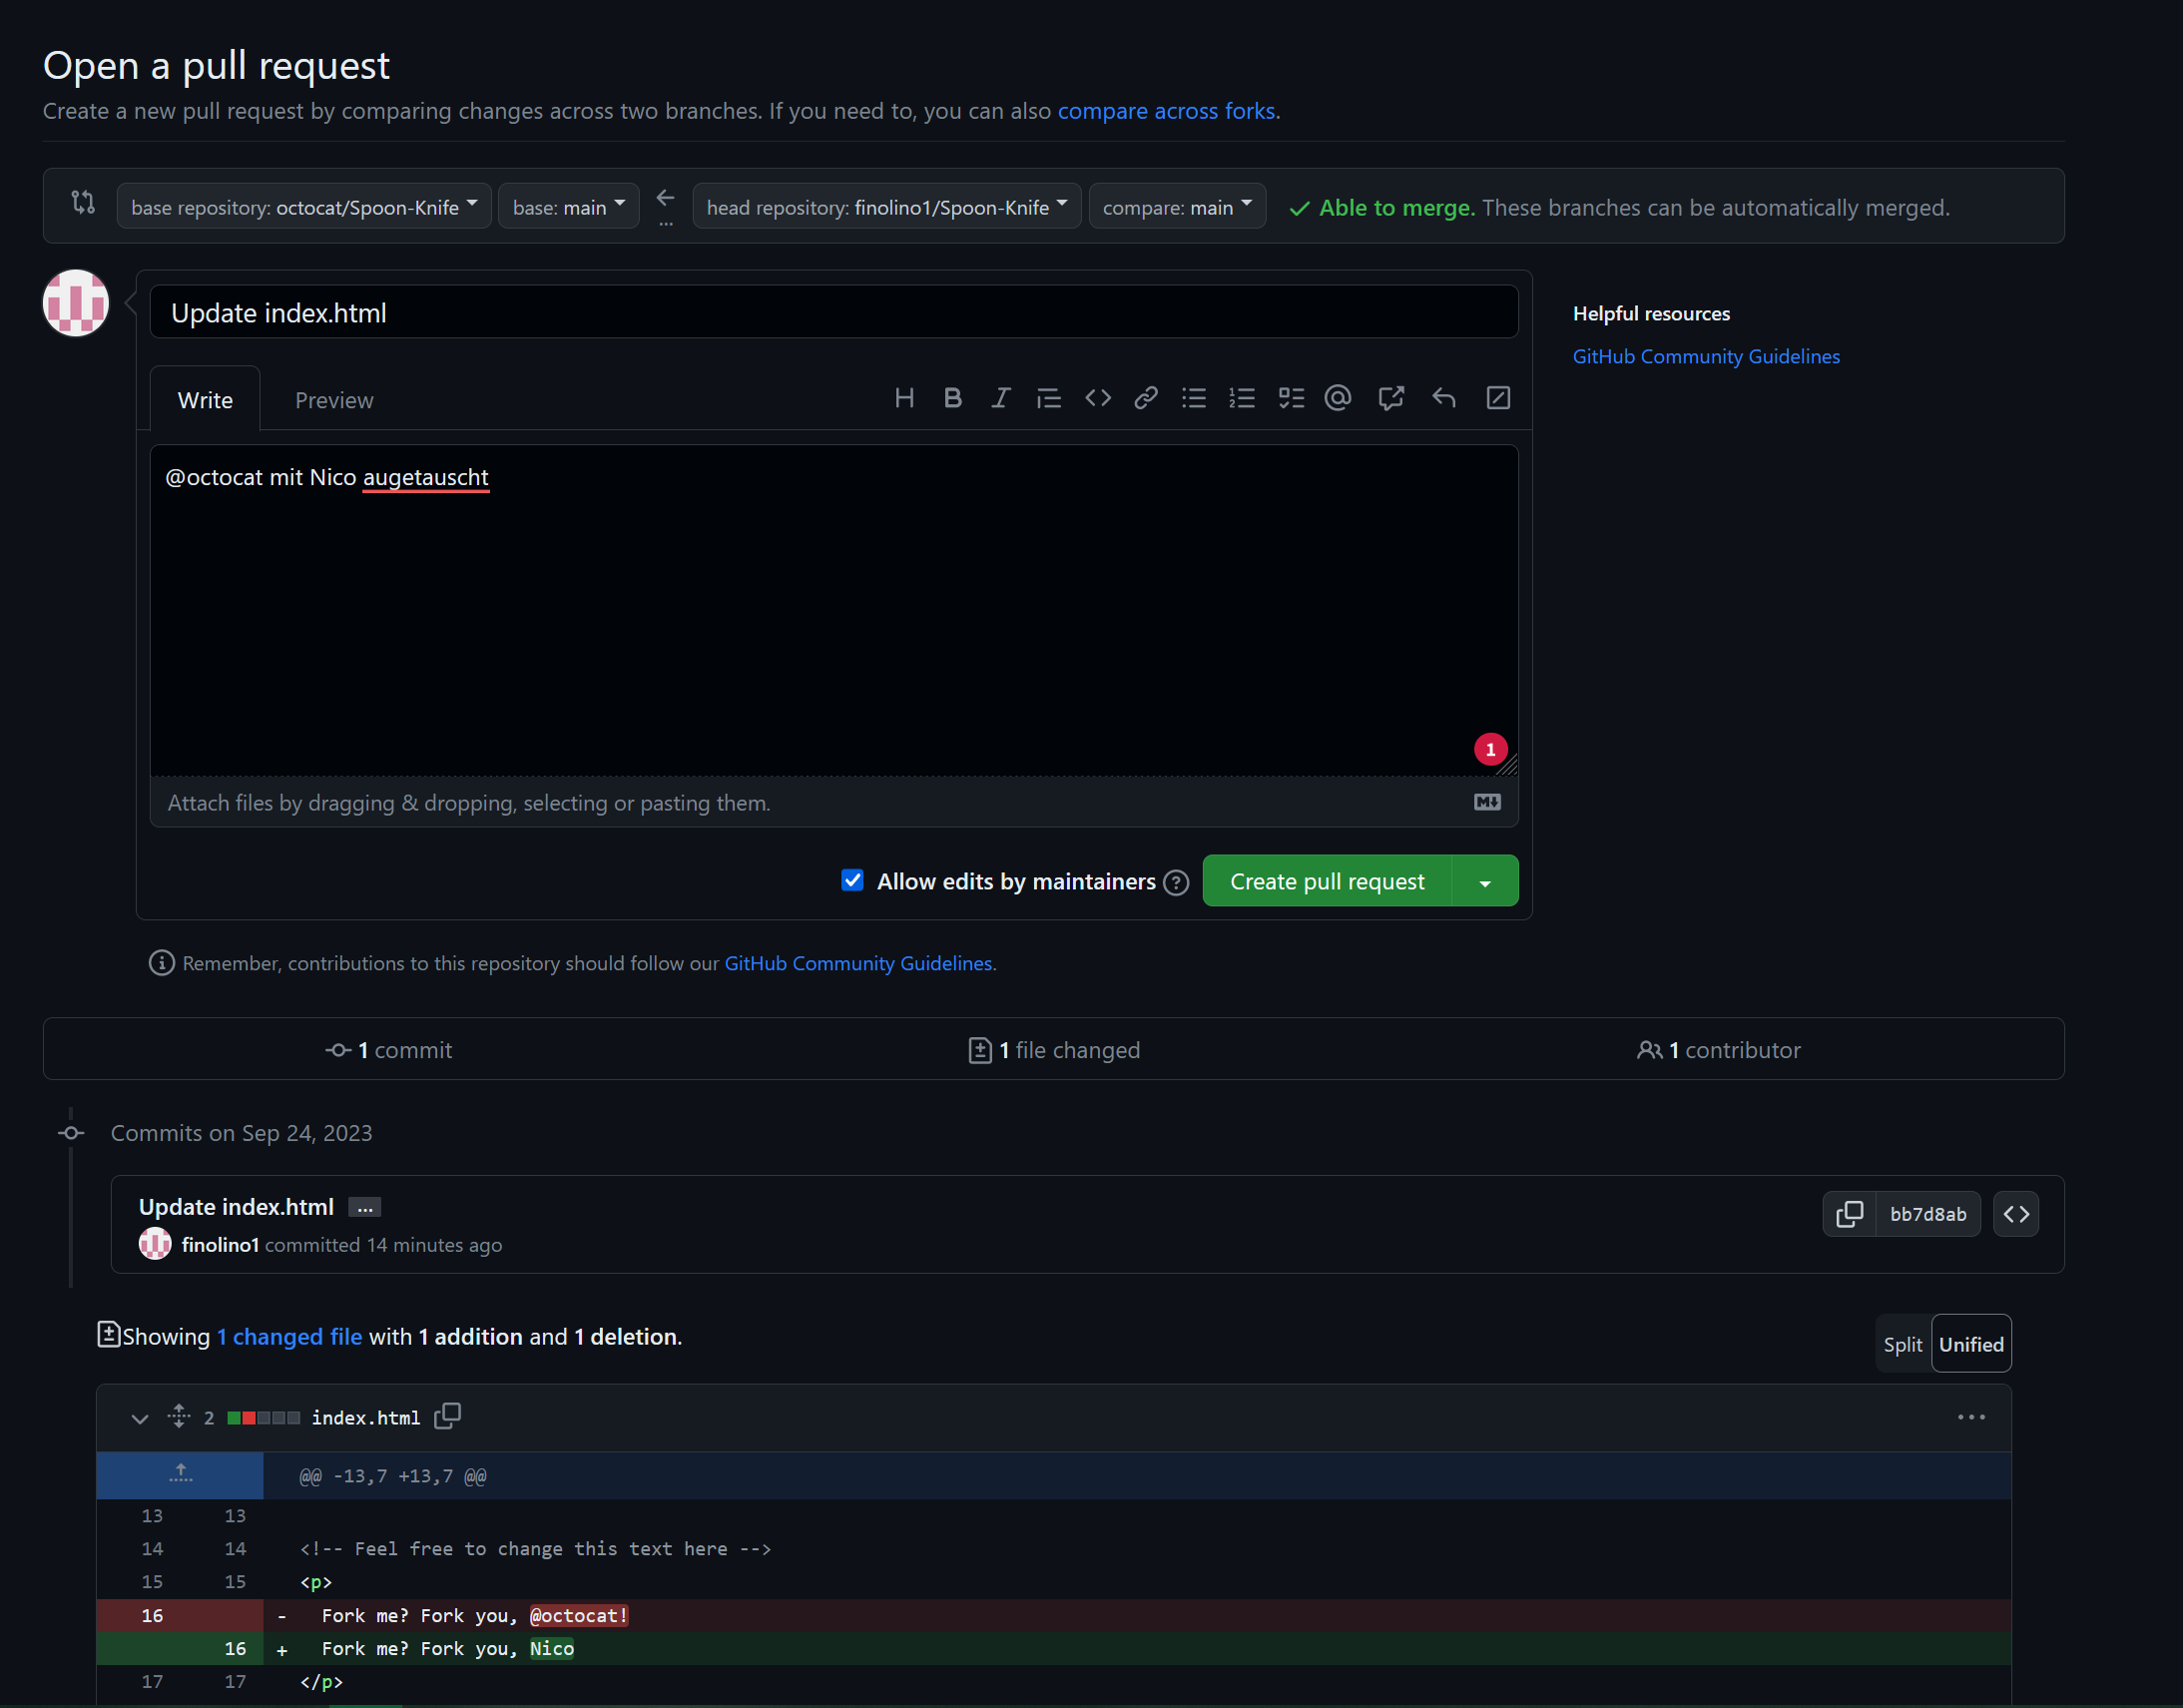 Open a pull request
Create a new pull request by comparing changes across two branches. If you need to, you can also compare across forks.
base repository: octocat/Spoon-Knife base: main ... head repository: finolino1/Spoon-Knife compare: main Able to merge. These branches can be automatically merged.
Update index.html
Helpful resources
GitHub Community Guidelines
Write Preview
@octocat mit Nico augetauscht
1
Attach files by dragging & dropping, selecting or pasting them.
Allow edits by maintainers Create pull request
Remember, contributions to this repository should follow our GitHub Community Guidelines.
1 commit 1 file changed 1 contributor
Commits on Sep 24, 2023
Update index.html ...
finolino1 committed 14 minutes ago
bb7d8ab
Showing 1 changed file with 1 addition and 1 deletion.
Split Unified
2 index.html
@@ -13,7 +13,7 @@
13 13
14 14 <!-- Feel free to change this text here -->
15 15 <p>
16 - Fork me? Fork you, @octocat!
16 + Fork me? Fork you, Nico
17 17 </p>